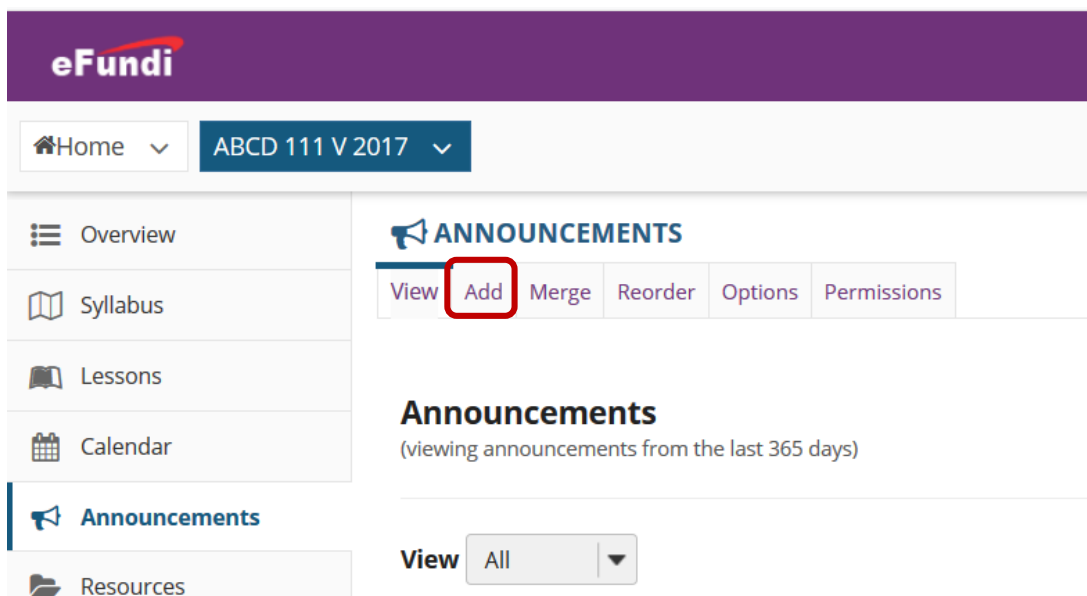 eFundi
Home
ABCD 111 V 2017
Overview
Syllabus
Lessons
Calendar
Announcements
Resources
ANNOUNCEMENTS
View Add Merge Reorder Options Permissions
Announcements
(viewing announcements from the last 365 days)
View All